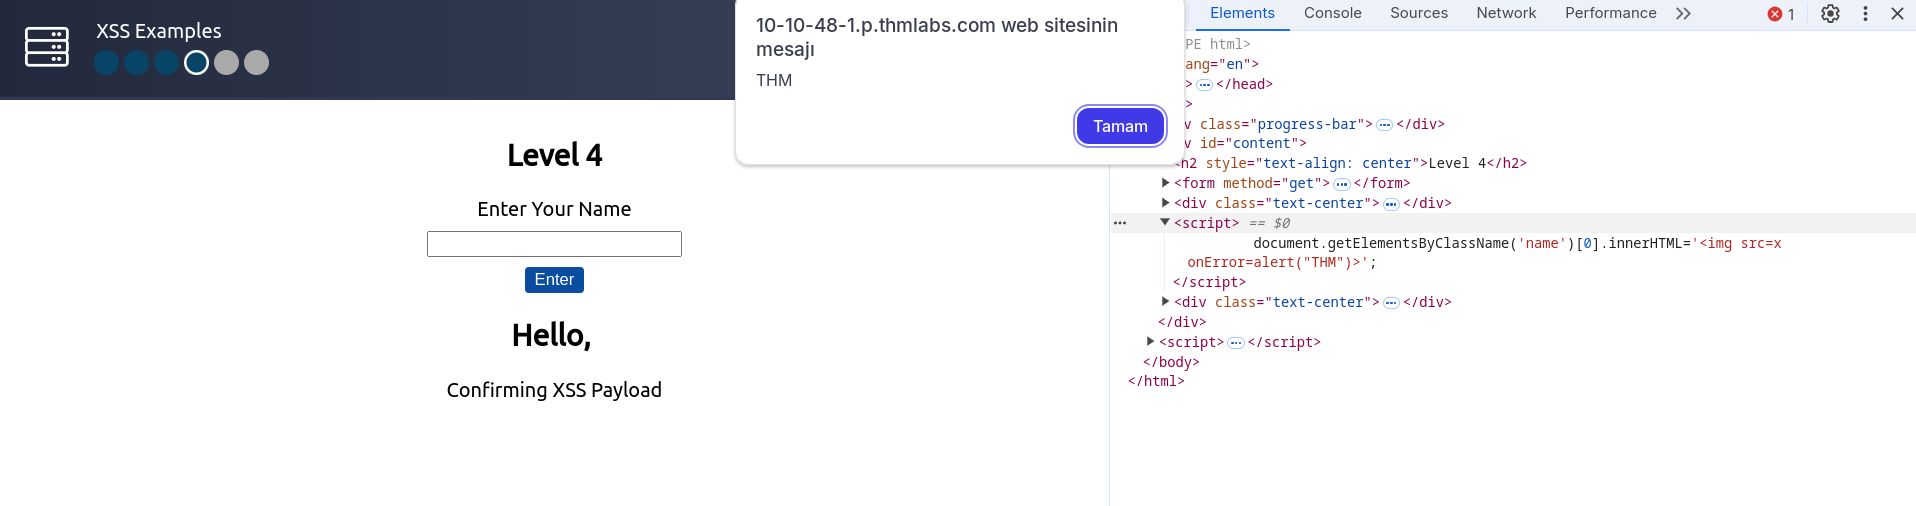 XSS Examples
10-10-48-1.p.thmlabs.com web sitesinin
mesajı
THM
Tamam
Level 4
Enter Your Name
Enter
Hello,
Confirming XSS Payload
Elements Console Sources Network Performance 1
PE html>
ang="en">
></head>
>
v class="progress-bar"></div>
v id="content">
h2 style="text-align: center">Level 4</h2>
<form method="get"></form>
<div class="text-center"></div>
<script> == $0
document.getElementsByClassName('name')[0].innerHTML='<img src=x
onError=alert("THM")>';
</script>
<div class="text-center"></div>
</div>
<script></script>
</body>
</html>